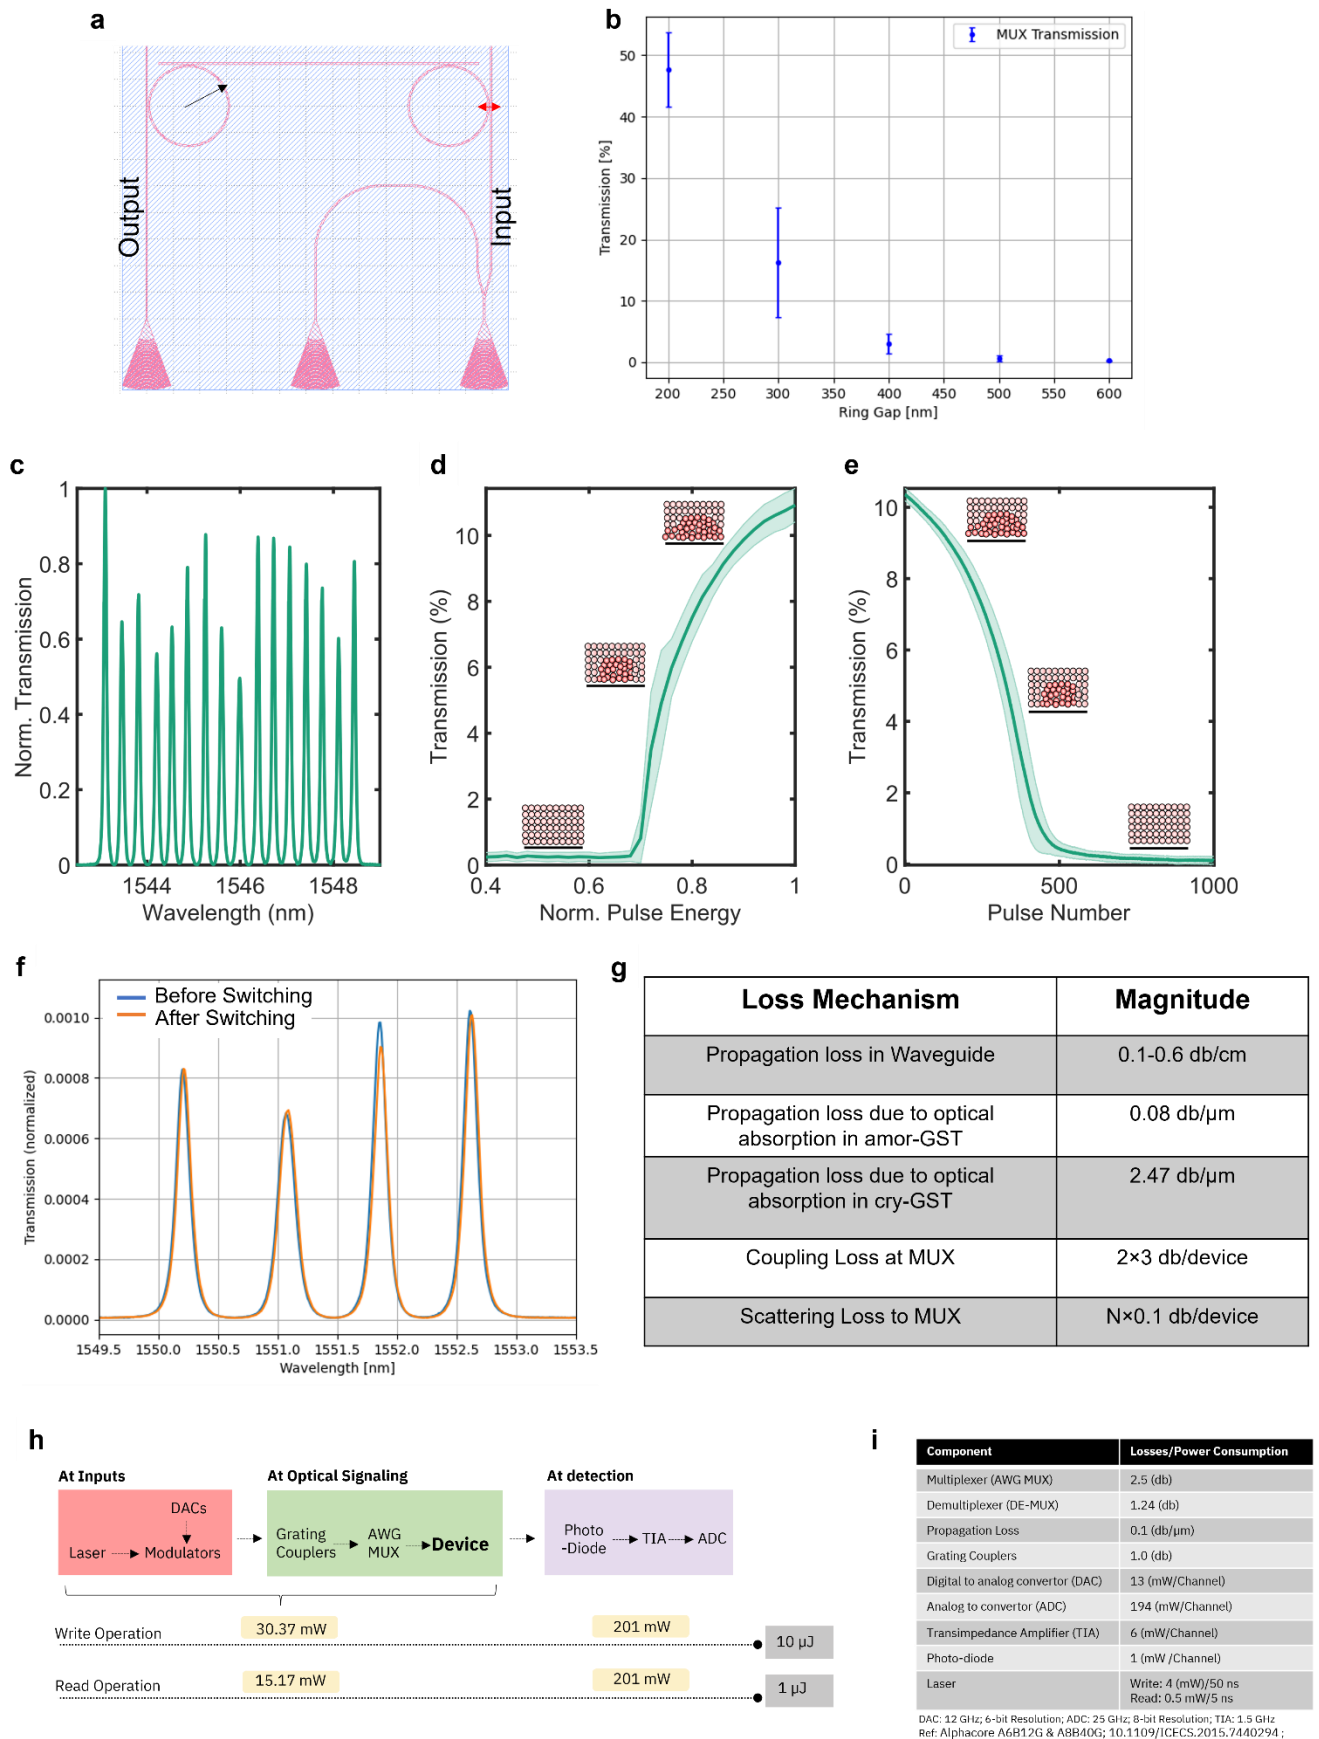 a
Output
Input
b
MUX Transmission
Transmission [%]
50
40
30
20
10
0
200 250 300 350 400 450 500 550 600
Ring Gap [nm]
c
Norm. Transmission
1
0.8
0.6
0.4
0.2
0
1544 1546 1548
Wavelength (nm)
d
Transmission (%)
10
8
6
4
2
0
0.4 0.6 0.8 1
Norm. Pulse Energy
e
Transmission (%)
10
8
6
4
2
0
0 500 1000
Pulse Number
f
Before Switching
After Switching
Transmission (normalized)
0.0010
0.0008
0.0006
0.0004
0.0002
0.0000
1549.5 1550.0 1550.5 1551.0 1551.5 1552.0 1552.5 1553.0 1553.5
Wavelength [nm]
g
Loss Mechanism Magnitude
Propagation loss in Waveguide 0.1-0.6 db/cm
Propagation loss due to optical
absorption in amor-GST
0.08 db/µm
Propagation loss due to optical
absorption in cry-GST
2.47 db/µm
Coupling Loss at MUX 2×3 db/device
Scattering Loss to MUX N×0.1 db/device
h
At Inputs
DACs
Laser
Modulators
At Optical Signaling
Grating
Couplers
AWG
MUX
Device
At detection
Photo
-Diode
TIA
ADC
Write Operation
30.37 mW
201 mW
10 µJ
Read Operation
15.17 mW
201 mW
1 µJ
i
Component Losses/Power Consumption
Multiplexer (AWG MUX) 2.5 (db)
Demultiplexer (DE-MUX) 1.24 (db)
Propagation Loss 0.1 (db/µm)
Grating Couplers 1.0 (db)
Digital to analog convertor (DAC) 13 (mW/Channel)
Analog to convertor (ADC) 194 (mW/Channel)
Transimpedance Amplifier (TIA) 6 (mW/Channel)
Photo-diode 1 (mW /Channel)
Laser
Write: 4 (mW)/50 ns
Read: 0.5 mW/5 ns
DAC: 12 GHz; 6-bit Resolution; ADC: 25 GHz; 8-bit Resolution; TIA: 1.5 GHz
Ref: Alphacore A6B12G & A8B40G; 10.1109/ICECS.2015.7440294 ;